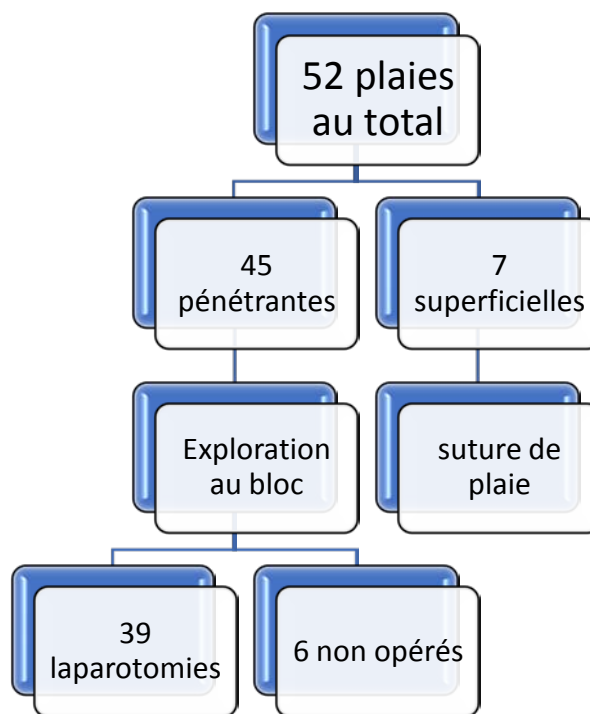 52 plaies
au total
45
pénétrantes
7
superficielles
Exploration
au bloc
suture de
plaie
39
laparotomies
6 non opérés